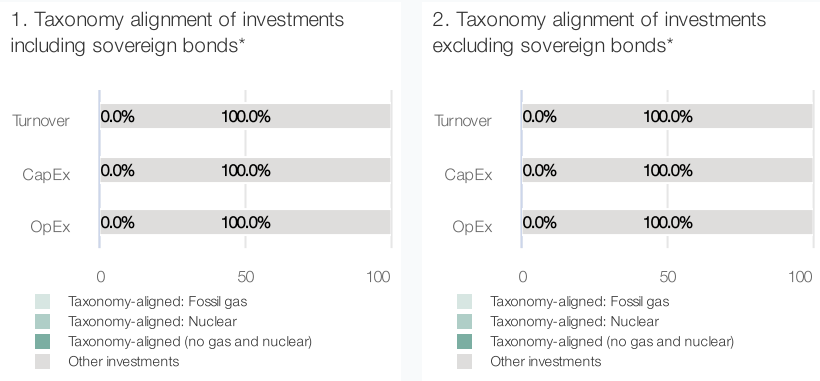 1. Taxonomy alignment of investments
including sovereign bonds*
Turnover 0.0% 100.0%
CapEx 0.0% 100.0%
OpEx 0.0% 100.0%
0 50 100
Taxonomy-aligned: Fossil gas
Taxonomy-aligned: Nuclear
Taxonomy-aligned (no gas and nuclear)
Other investments
2. Taxonomy alignment of investments
excluding sovereign bonds*
Turnover 0.0% 100.0%
CapEx 0.0% 100.0%
OpEx 0.0% 100.0%
0 50 100
Taxonomy-aligned: Fossil gas
Taxonomy-aligned: Nuclear
Taxonomy-aligned (no gas and nuclear)
Other investments